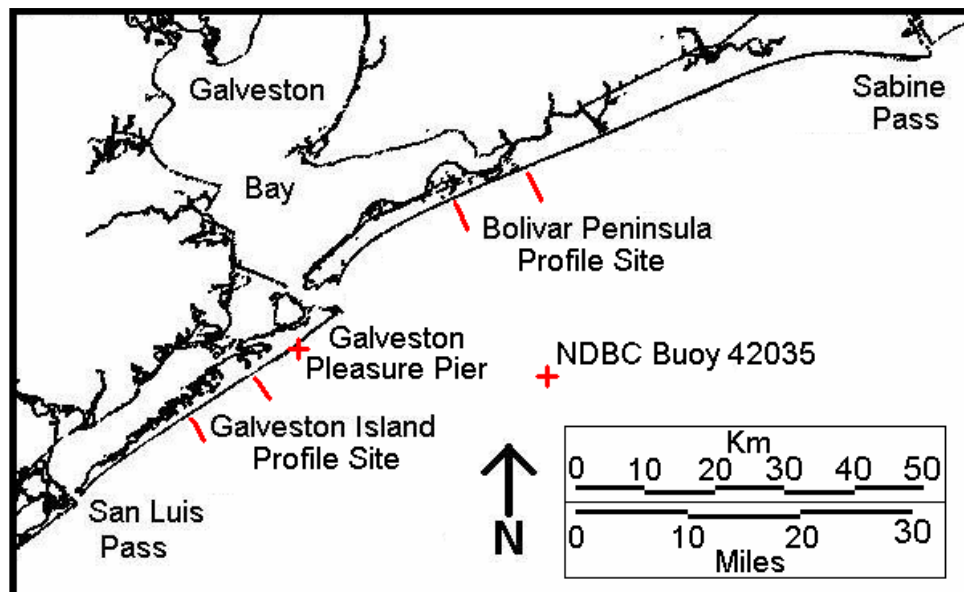 Galveston
Bay
Sabine
Pass
Bolivar Peninsula
Profile Site
Galveston
Pleasure Pier
NDBC Buoy 42035
Galveston Island
Profile Site
San Luis
Pass
N
Km
0 10 20 30 40 50
0 10 20 30
Miles